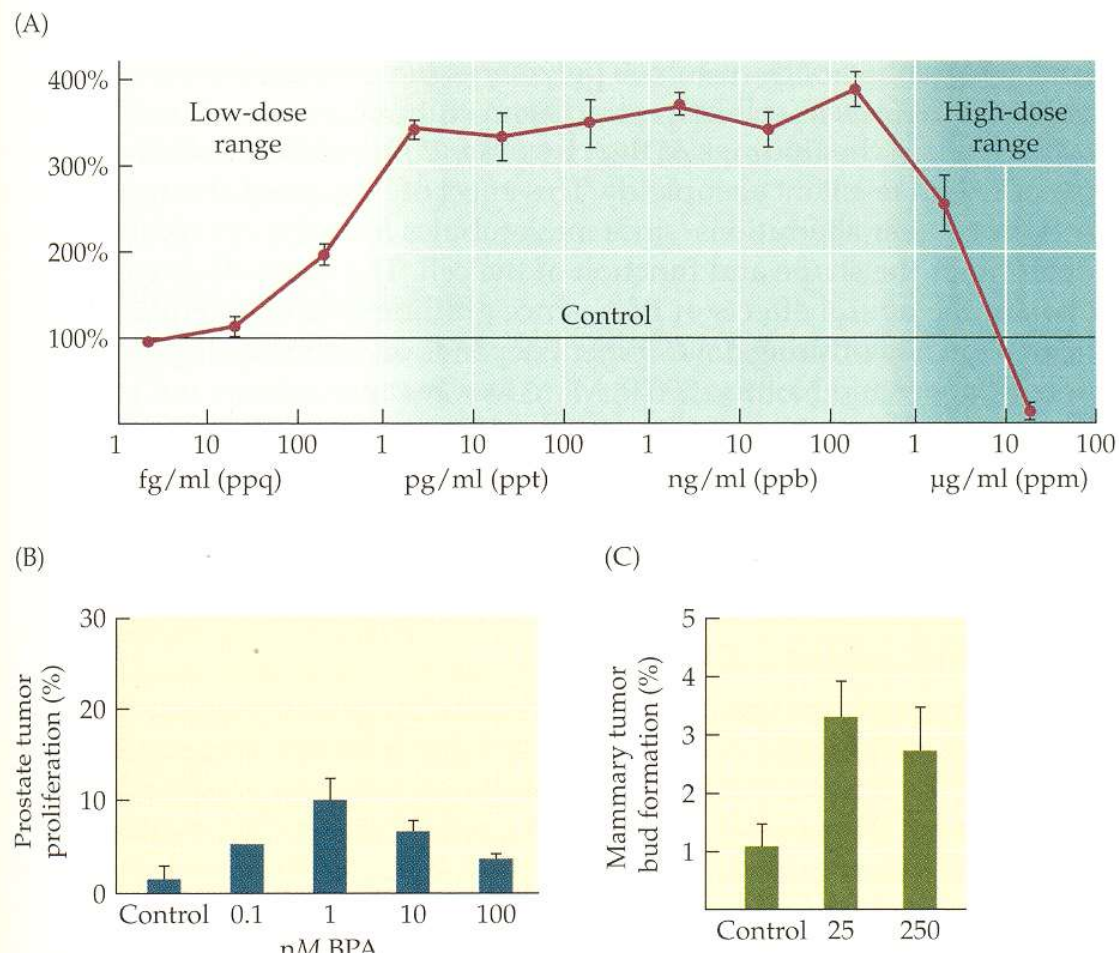 (A)
400%
300%
200%
100%
Low-dose
range
High-dose
range
Control
1 10 100 1 10 100 1 10 100 1 10 100
fg/ml (ppq) pg/ml (ppt) ng/ml (ppb) µg/ml (ppm)
(B)
Prostate tumor
proliferation (%)
30
20
10
0
Control 0.1 1 10 100
nM BPA
(C)
Mammary tumor
bud formation (%)
5
4
3
2
1
Control 25 250